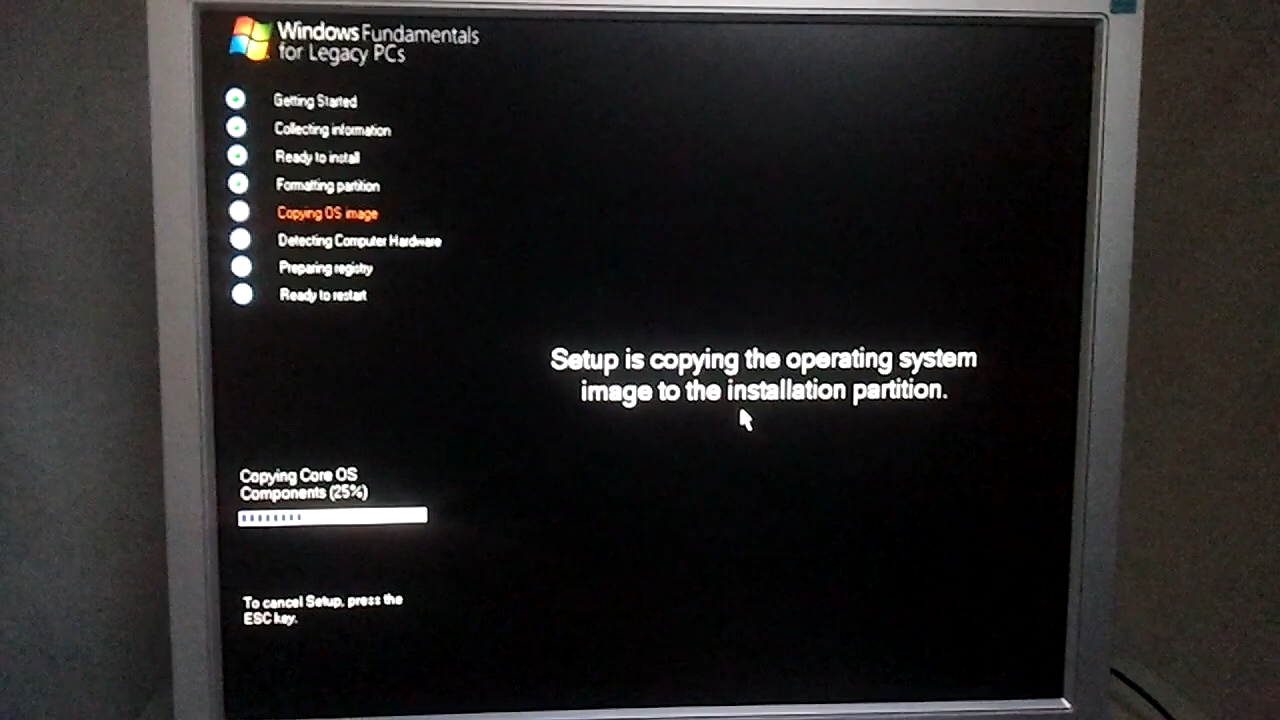 Windows Fundamentals
for Legacy PCs
Getting Started
Collecting information
Ready to install
Formatting partition
Copying OS image
Detecting Computer Hardware
Preparing registry
Ready to restart
Setup is copying the operating system
image to the installation partition.
Copying Core OS
Components (25%)
To cancel Setup, press the
ESC key.